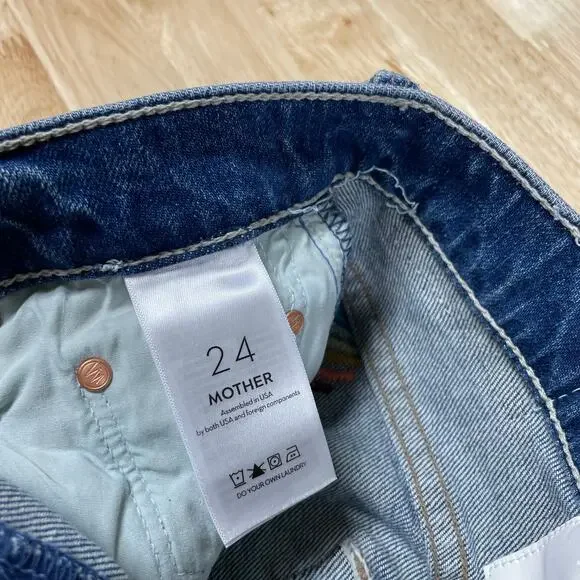 24
MOTHER
Assembled in USA
by both USA and foreign components
DO YOUR OWN LAUNDRY